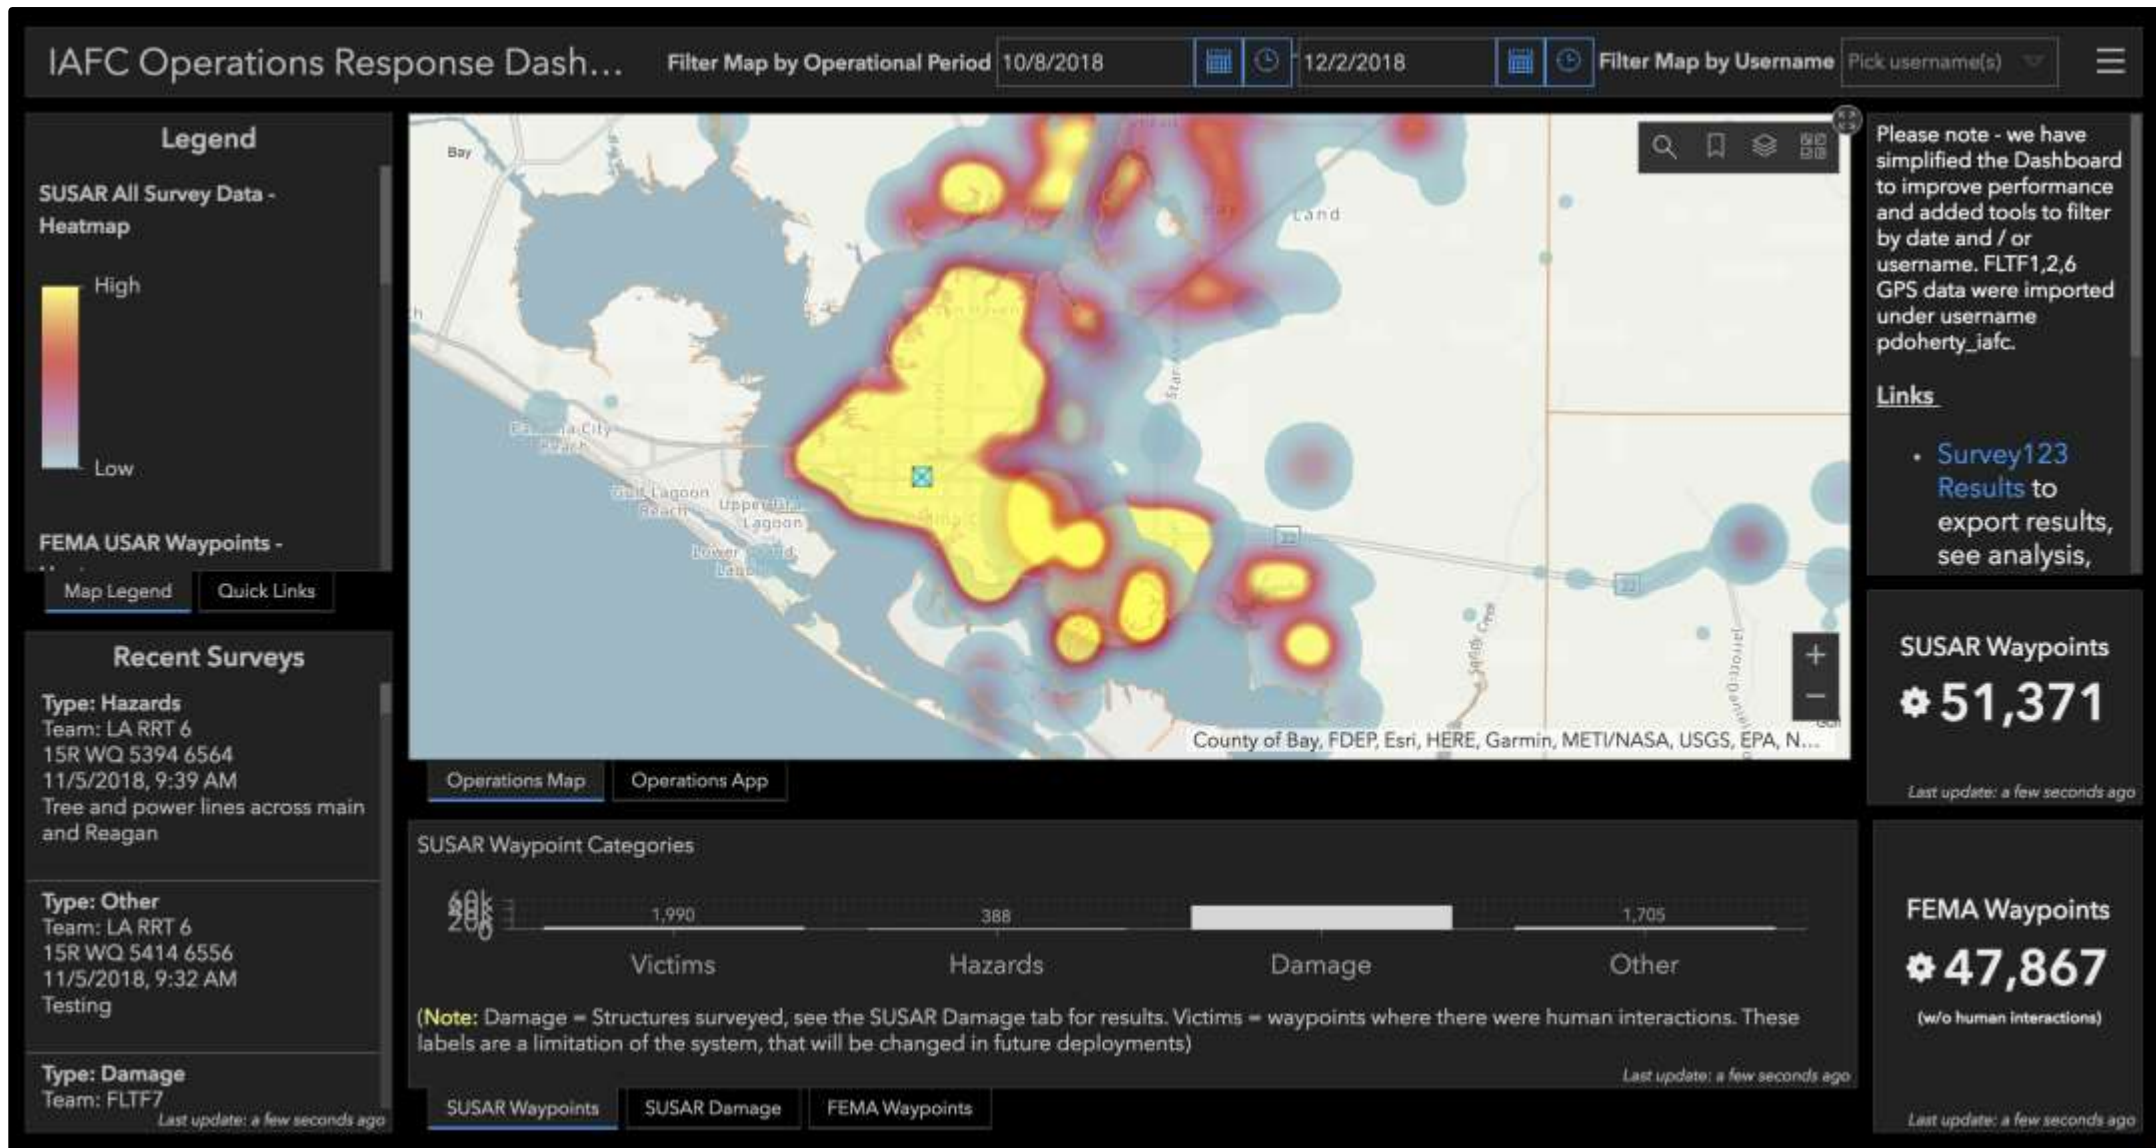 IAFC Operations Response Dash...
Filter Map by Operational Period
10/8/2018
12/2/2018
Filter Map by Username
Pick username(s)
Legend
SUSAR All Survey Data -
Heatmap
High
Low
FEMA USAR Waypoints -
Map Legend
Quick Links
Recent Surveys
Type: Hazards
Team: LA RRT 6
15R WQ 5394 6564
11/5/2018, 9:39 AM
Tree and power lines across main
and Reagan
Type: Other
Team: LA RRT 6
15R WQ 5414 6556
11/5/2018, 9:32 AM
Testing
Type: Damage
Team: FLTF7
Last update: a few seconds ago
Bay
Land
Beach
Lagoon
Reach
Upper
Lagoon
Lower
22
County of Bay, FDEP, Esri, HERE, Garmin, METI/NASA, USGS, EPA, N...
Operations Map
Operations App
SUSAR Waypoint Categories
60k
20k
0
1,990
388
1,705
Victims
Hazards
Damage
Other
(Note: Damage = Structures surveyed, see the SUSAR Damage tab for results. Victims = waypoints where there were human interactions. These
labels are a limitation of the system, that will be changed in future deployments)
Last update: a few seconds ago
SUSAR Waypoints
SUSAR Damage
FEMA Waypoints
Please note - we have
simplified the Dashboard
to improve performance
and added tools to filter
by date and / or
username. FLTF1,2,6
GPS data were imported
under username
pdoherty_iafc.
Links
• Survey123
Results to
export results,
see analysis,
SUSAR Waypoints
51,371
Last update: a few seconds ago
FEMA Waypoints
47,867
(w/o human interactions)
Last update: a few seconds ago